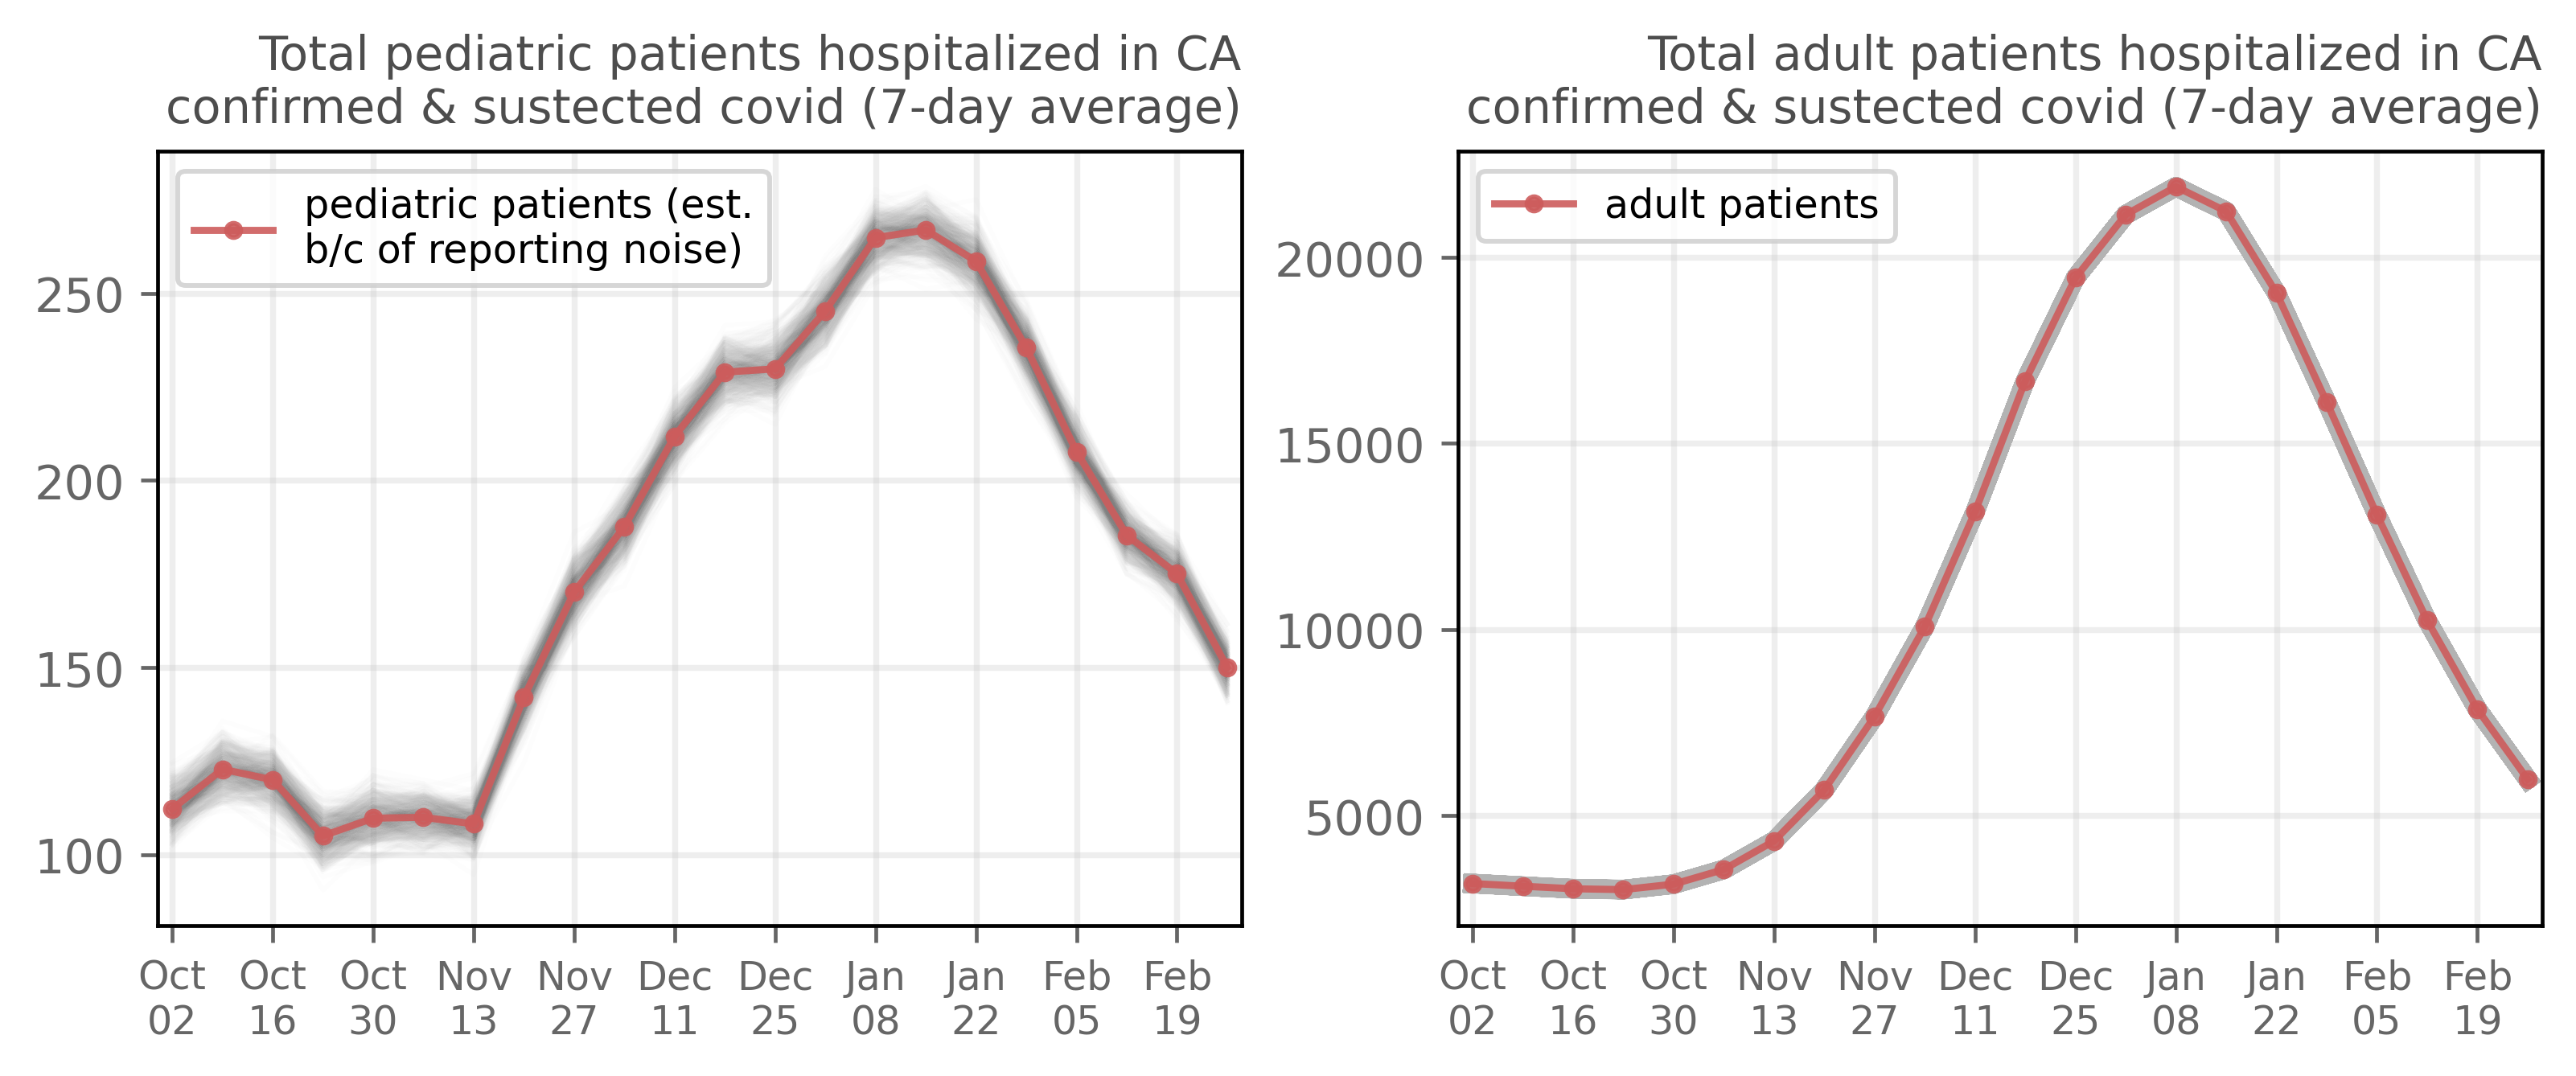 Total pediatric patients hospitalized in CA
confirmed & sustected covid (7-day average)
pediatric patients (est.
b/c of reporting noise)
250
200
150
100
Oct Oct Oct Nov Nov Dec Dec Jan Jan Feb Feb
02 16 30 13 27 11 25 08 22 05 19
Total adult patients hospitalized in CA
confirmed & sustected covid (7-day average)
adult patients
20000
15000
10000
5000
Oct Oct Oct Nov Nov Dec Dec Jan Jan Feb Feb
02 16 30 13 27 11 25 08 22 05 19